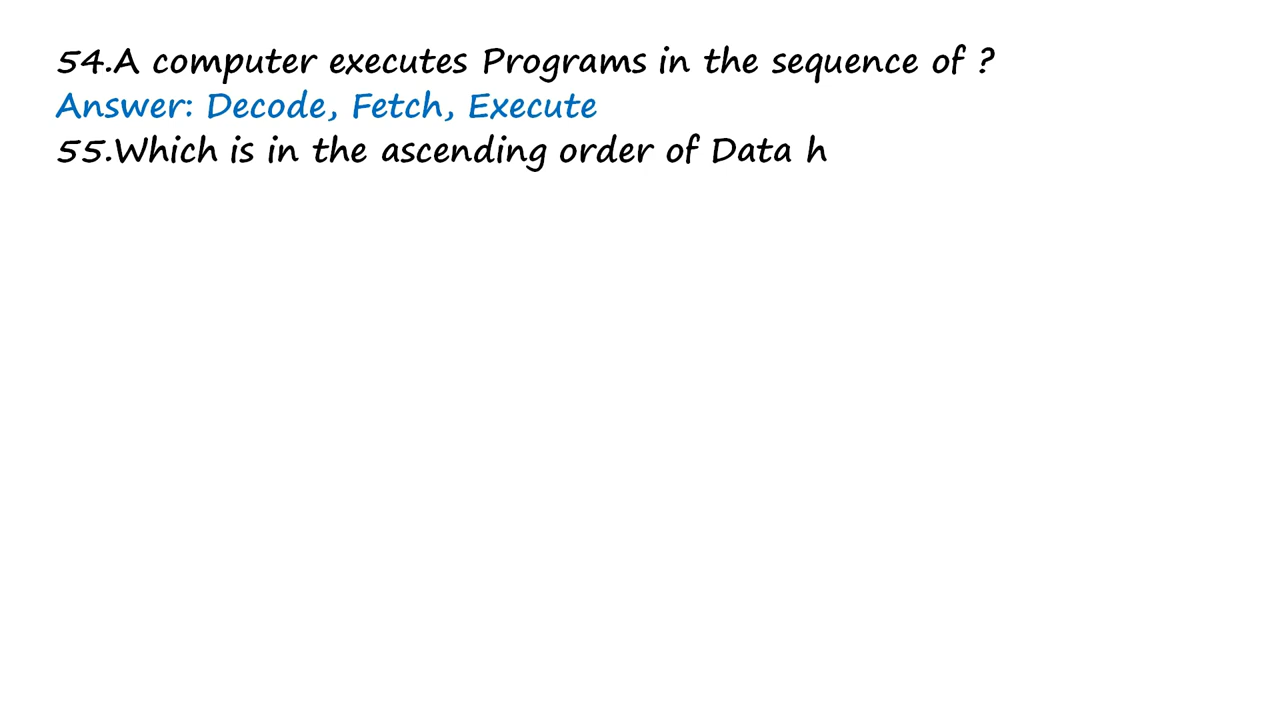 54.A computer executes Programs in the sequence of ?
Answer: Decode, Fetch, Execute
55.Which is in the ascending order of Data h